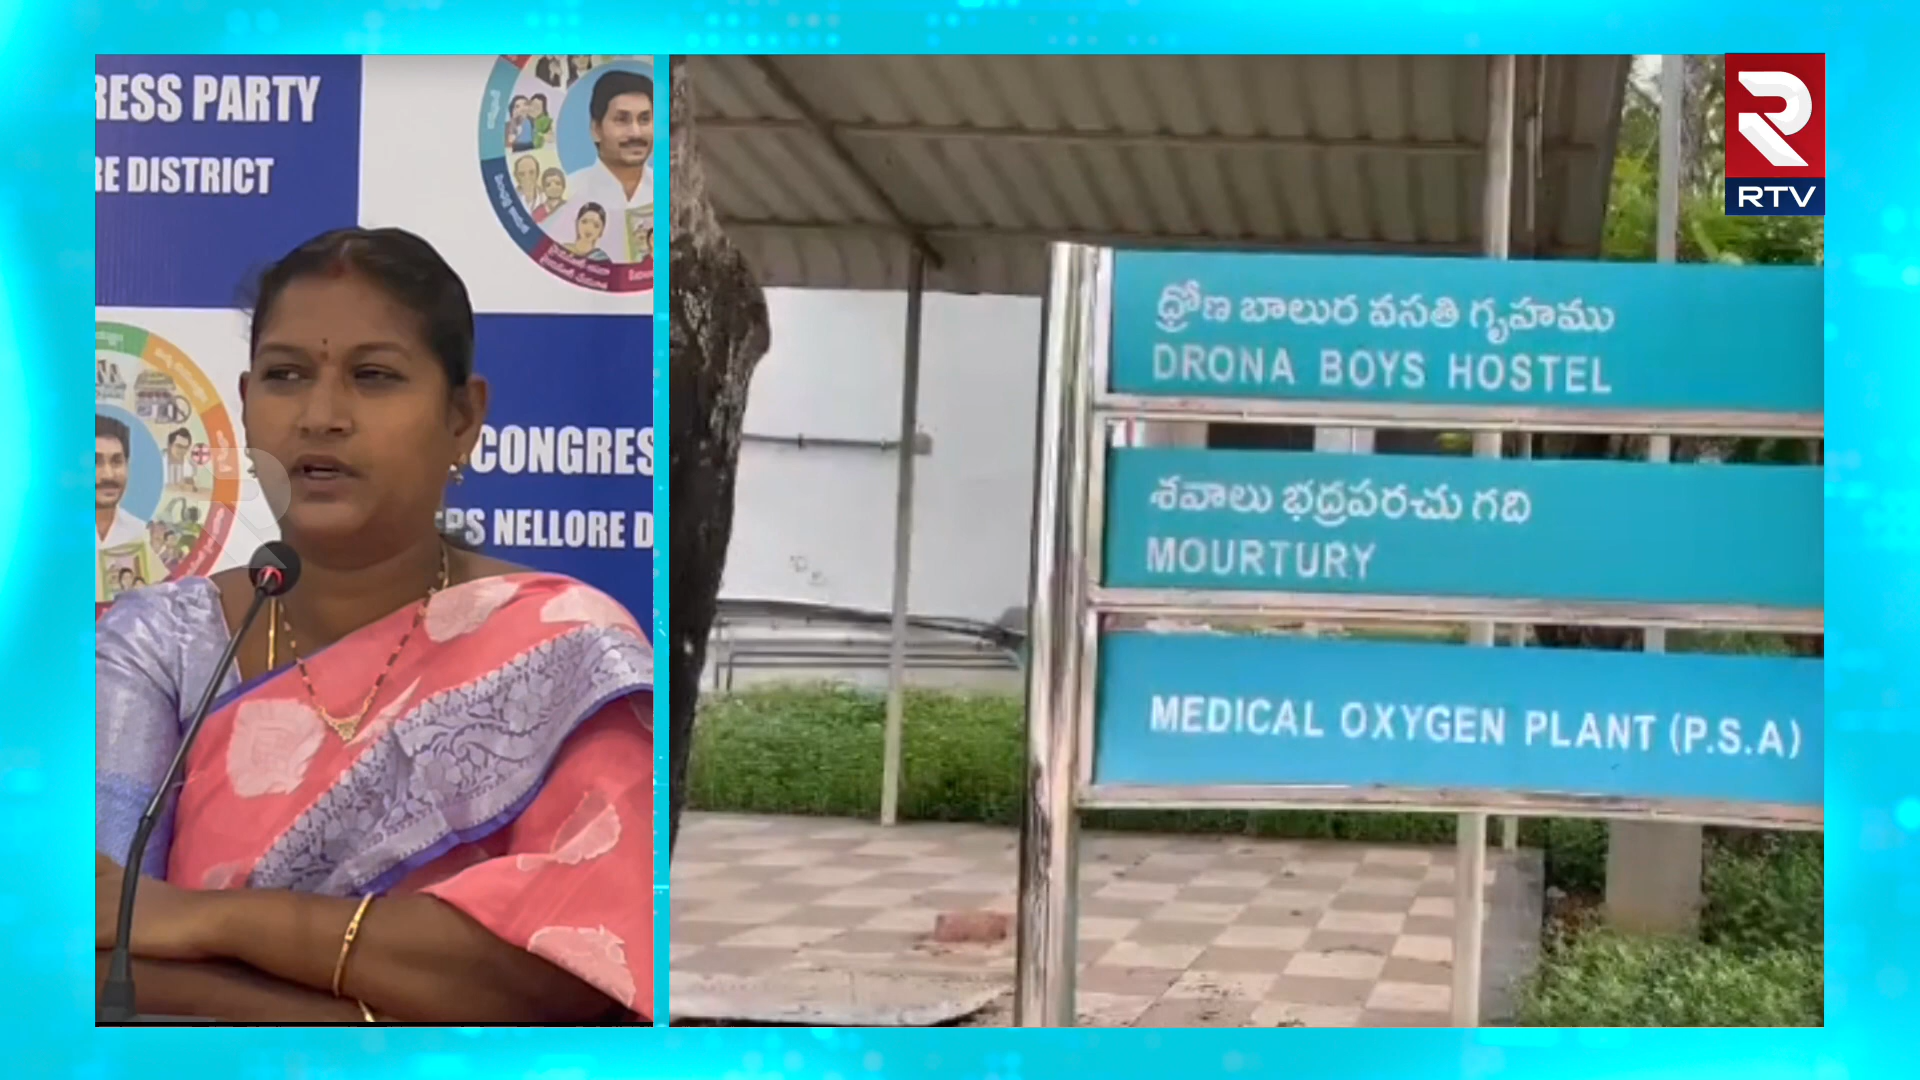 RESS PARTY
RE DISTRICT
CONGRES
EPS NELLORE D
RTV
ద్రోణ బాలుర వసతి గృహము
DRONA BOYS HOSTEL
శవాలు భద్రపరచు గది
MOURTURY
MEDICAL OXYGEN PLANT (P.S.A)